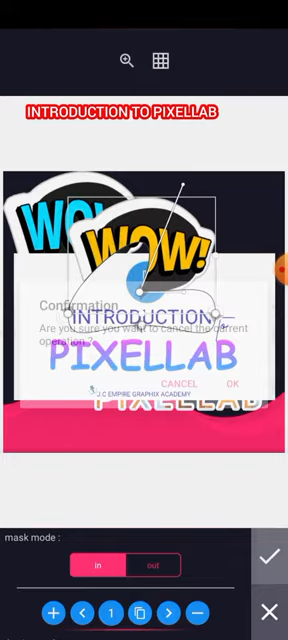 INTRODUCTION TO PIXELLAB
WOW!
WOW!
Confirmation
Are you sure you want to cancel the current
operation ?
INTRODUCTION
PIXELLAB
CANCEL OK
J.C EMPIRE GRAPHIX ACADEMY
PIXELLAB
mask mode :
in out
1